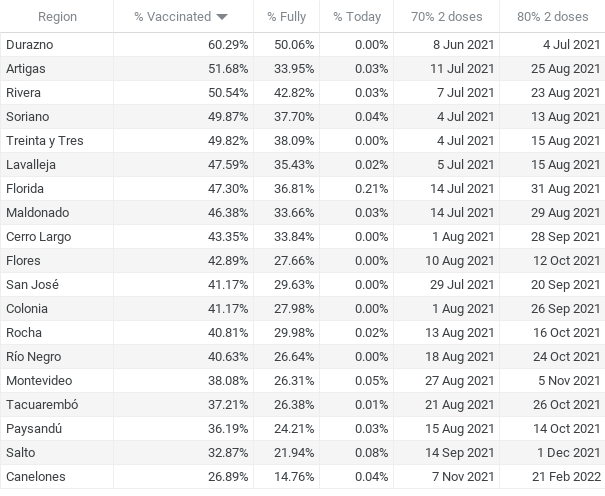 Region % Vaccinated % Fully % Today 70% 2 doses 80% 2 doses
Durazno 60.29% 50.06% 0.00% 8 Jun 2021 4 Jul 2021
Artigas 51.68% 33.95% 0.03% 11 Jul 2021 25 Aug 2021
Rivera 50.54% 42.82% 0.03% 7 Jul 2021 23 Aug 2021
Soriano 49.87% 37.70% 0.04% 4 Jul 2021 13 Aug 2021
Treinta y Tres 49.82% 38.09% 0.00% 4 Jul 2021 15 Aug 2021
Lavalleja 47.59% 35.43% 0.02% 5 Jul 2021 15 Aug 2021
Florida 47.30% 36.81% 0.21% 14 Jul 2021 31 Aug 2021
Maldonado 46.38% 33.66% 0.03% 14 Jul 2021 29 Aug 2021
Cerro Largo 43.35% 33.84% 0.00% 1 Aug 2021 28 Sep 2021
Flores 42.89% 27.66% 0.00% 10 Aug 2021 12 Oct 2021
San José 41.17% 29.63% 0.00% 29 Jul 2021 20 Sep 2021
Colonia 41.17% 27.98% 0.00% 1 Aug 2021 26 Sep 2021
Rocha 40.81% 29.98% 0.02% 13 Aug 2021 16 Oct 2021
Río Negro 40.63% 26.64% 0.00% 18 Aug 2021 24 Oct 2021
Montevideo 38.08% 26.31% 0.05% 27 Aug 2021 5 Nov 2021
Tacuarembó 37.21% 26.38% 0.01% 21 Aug 2021 26 Oct 2021
Paysandú 36.19% 24.21% 0.03% 15 Aug 2021 14 Oct 2021
Salto 32.87% 21.94% 0.08% 14 Sep 2021 1 Dec 2021
Canelones 26.89% 14.76% 0.04% 7 Nov 2021 21 Feb 2022